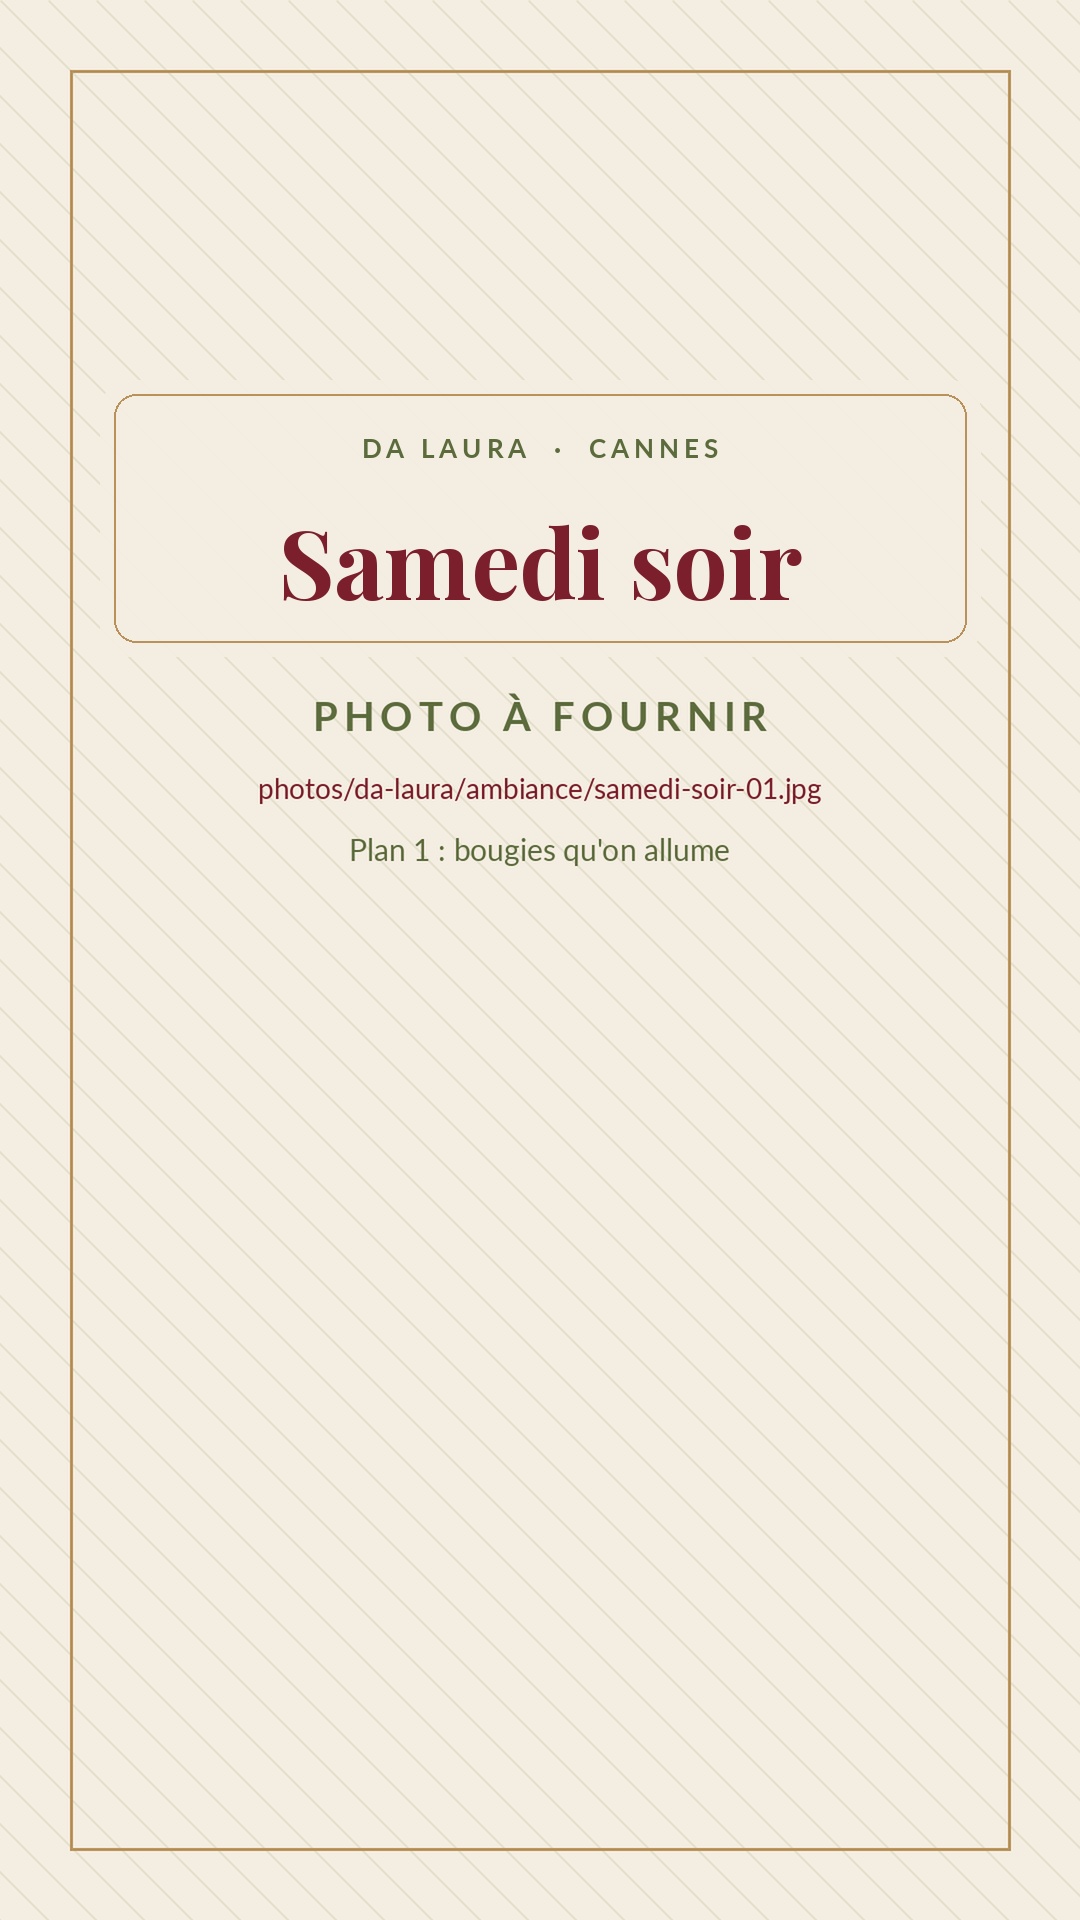 DA LAURA · CANNES
Samedi soir
PHOTO À FOURNIR
photos/da-laura/ambiance/samedi-soir-01.jpg
Plan 1 : bougies qu'on allume